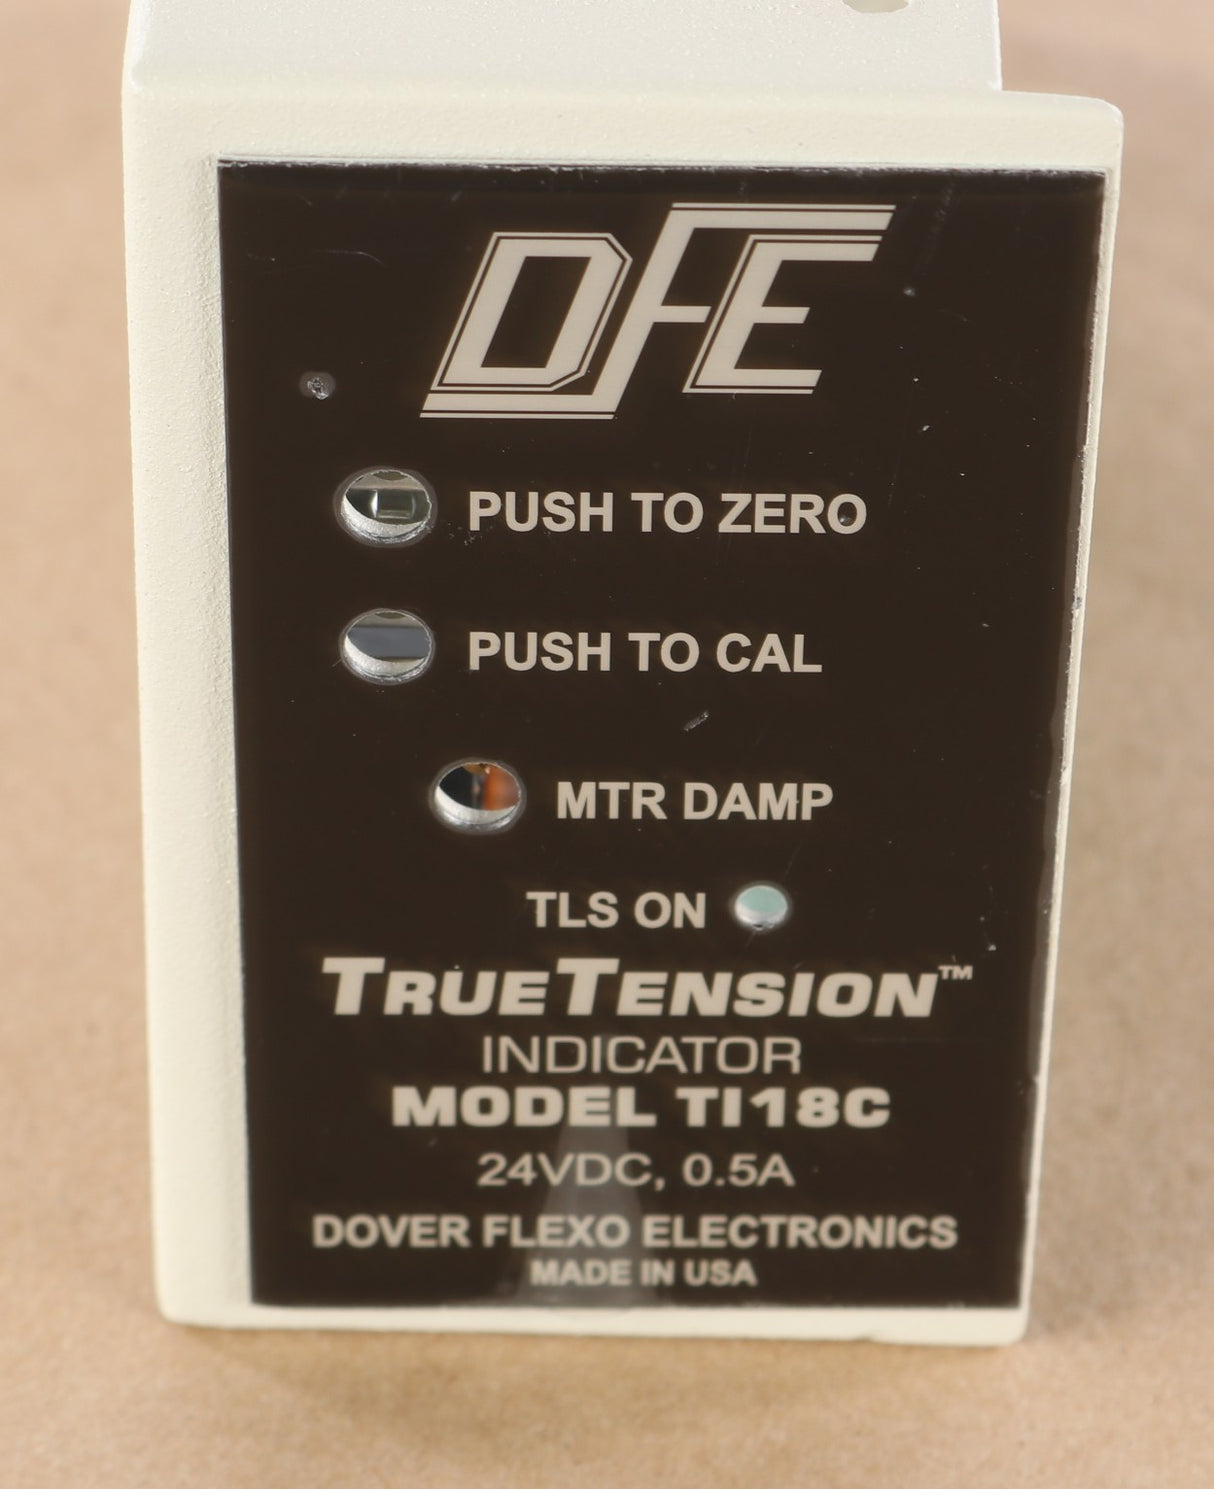 DFE
PUSH TO ZERO
PUSH TO CAL
MTR DAMP
TLS ON
TRUETENSION™
INDICATOR
MODEL TI18C
24VDC, 0.5A
DOVER FLEXO ELECTRONICS
MADE IN USA